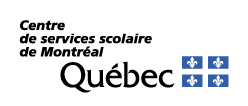 Centre
de services scolaire
de Montréal
Québec